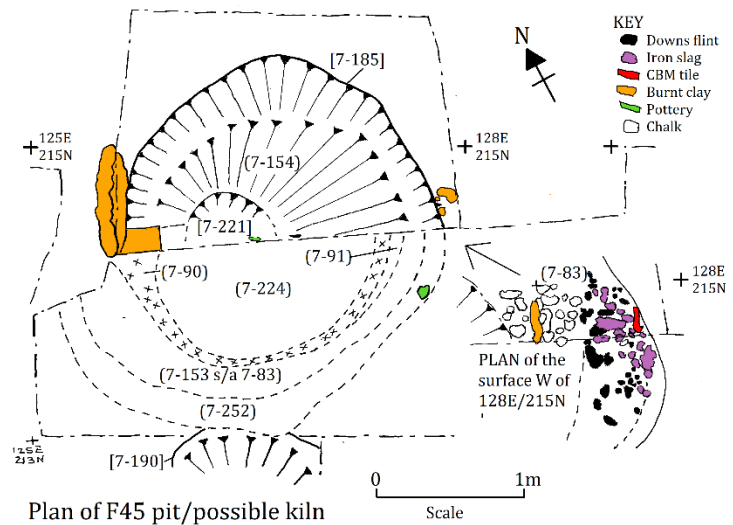 KEY
Downs flint
Iron slag
CBM tile
Burnt clay
Pottery
Chalk
N
[7-185]
125E
215N
128E
215N
(7-154)
[7-221]
(7-91)
(7-90)
(7-224)
(7-83)
128E
215N
(7-153 s/a 7-83)
PLAN of the
surface W of
128E/215N
(7-252)
125E
213N
[7-190]
0
1m
Scale
Plan of F45 pit/possible kiln